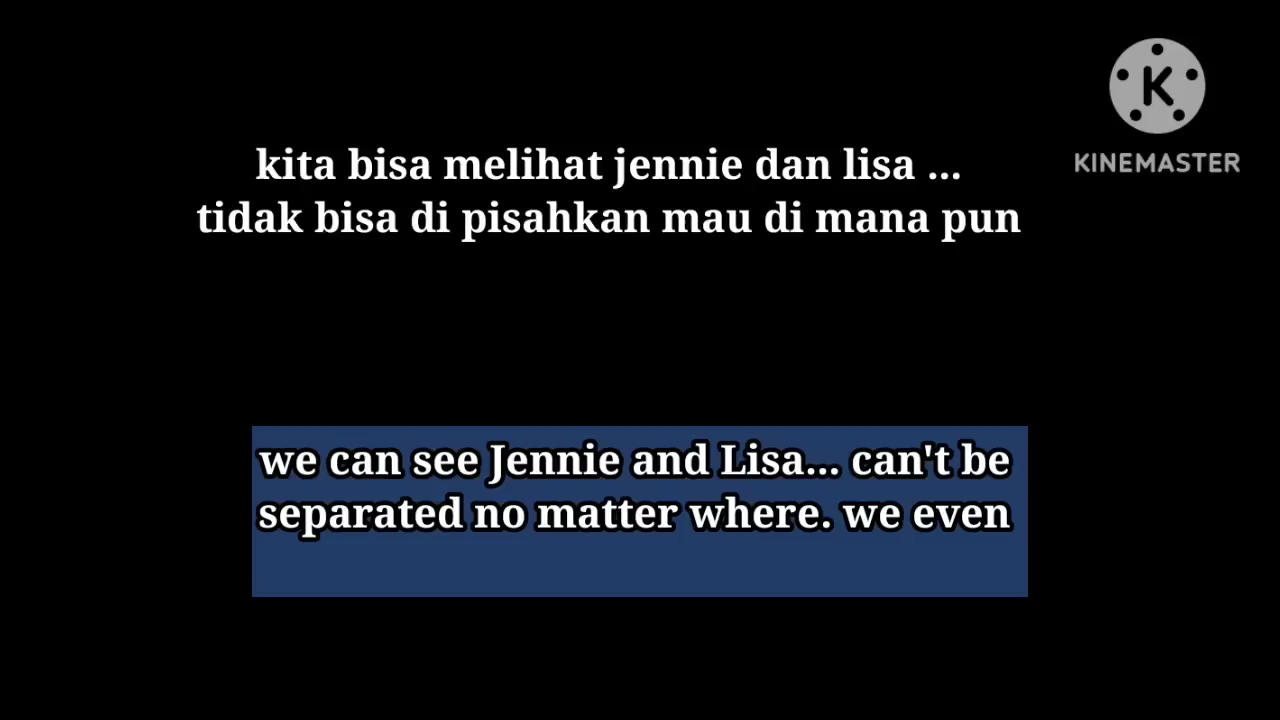 KINEMASTER
kita bisa melihat jennie dan lisa ...
tidak bisa di pisahkan mau di mana pun
we can see Jennie and Lisa... can't be
separated no matter where. we even